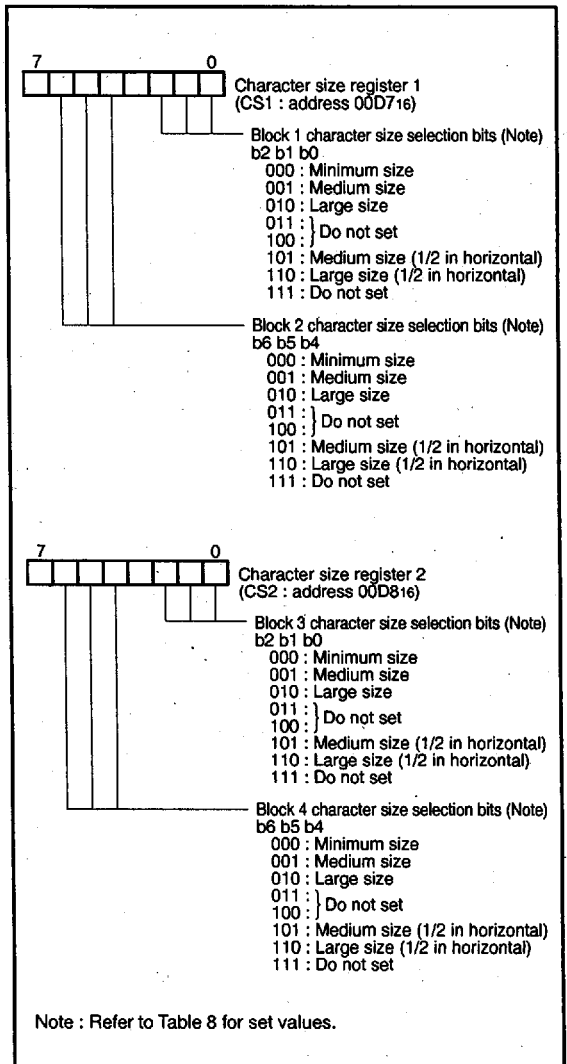 7 0
Character size register 1
(CS1 : address 00D716)
Block 1 character size selection bits (Note)
b2 b1 b0
000 : Minimum size
001 : Medium size
010 : Large size
011 :
100 : } Do not set
101 : Medium size (1/2 in horizontal)
110 : Large size (1/2 in horizontal)
111 : Do not set
Block 2 character size selection bits (Note)
b6 b5 b4
000 : Minimum size
001 : Medium size
010 : Large size
011 :
100 : } Do not set
101 : Medium size (1/2 in horizontal)
110 : Large size (1/2 in horizontal)
111 : Do not set
7 0
Character size register 2
(CS2 : address 00D816)
Block 3 character size selection bits (Note)
b2 b1 b0
000 : Minimum size
001 : Medium size
010 : Large size
011 :
100 : } Do not set
101 : Medium size (1/2 in horizontal)
110 : Large size (1/2 in horizontal)
111 : Do not set
Block 4 character size selection bits (Note)
b6 b5 b4
000 : Minimum size
001 : Medium size
010 : Large size
011 :
100 : } Do not set
101 : Medium size (1/2 in horizontal)
110 : Large size (1/2 in horizontal)
111 : Do not set
Note : Refer to Table 8 for set values.